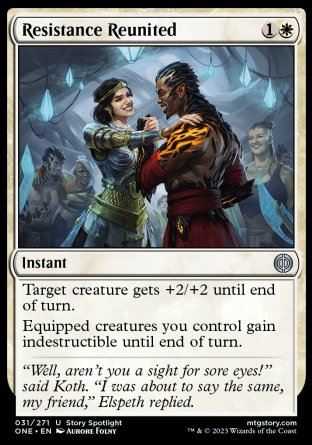 Resistance Reunited 1
Instant
Target creature gets +2/+2 until end
of turn.
Equipped creatures you control gain
indestructible until end of turn.
“Well, aren’t you a sight for sore eyes!”
said Koth. “I was about to say the same,
my friend,” Elspeth replied.
031/271 U Story Spotlight mtgstory.com
ONE • EN AURORE FOLNY ™ & © 2023 Wizards of the Coast